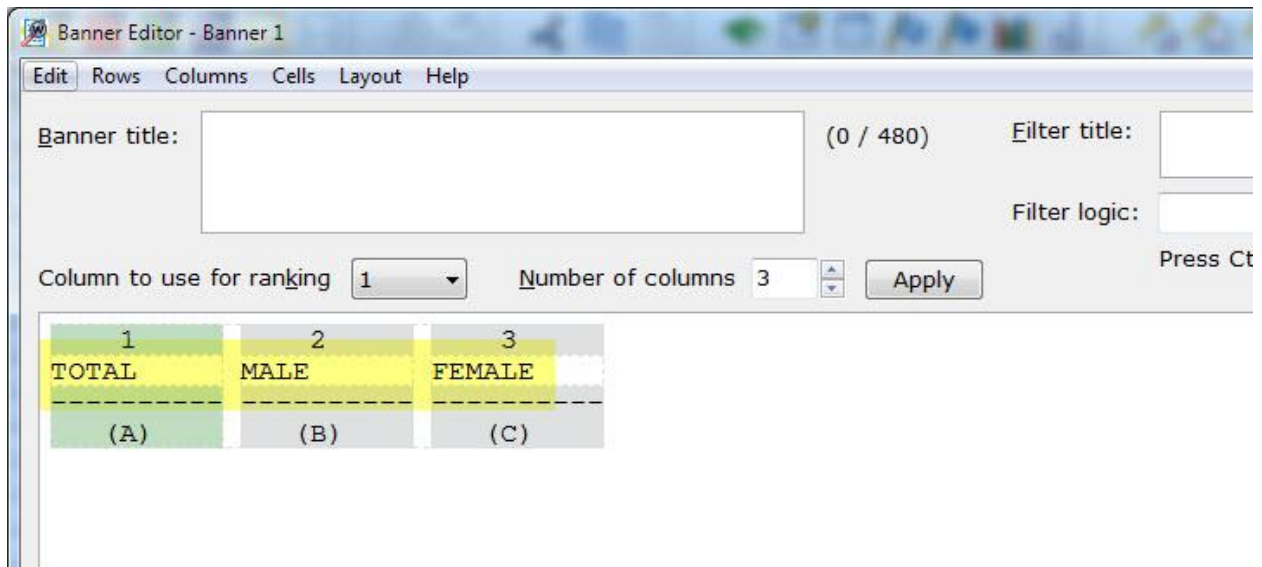 Banner Editor - Banner 1
Edit Rows Columns Cells Layout Help
Banner title: (0 / 480) Filter title:
Filter logic:
Column to use for ranking 1 Number of columns 3 Apply Press Ct
1 2 3
TOTAL MALE FEMALE
---------- ---------- ----------
(A) (B) (C)